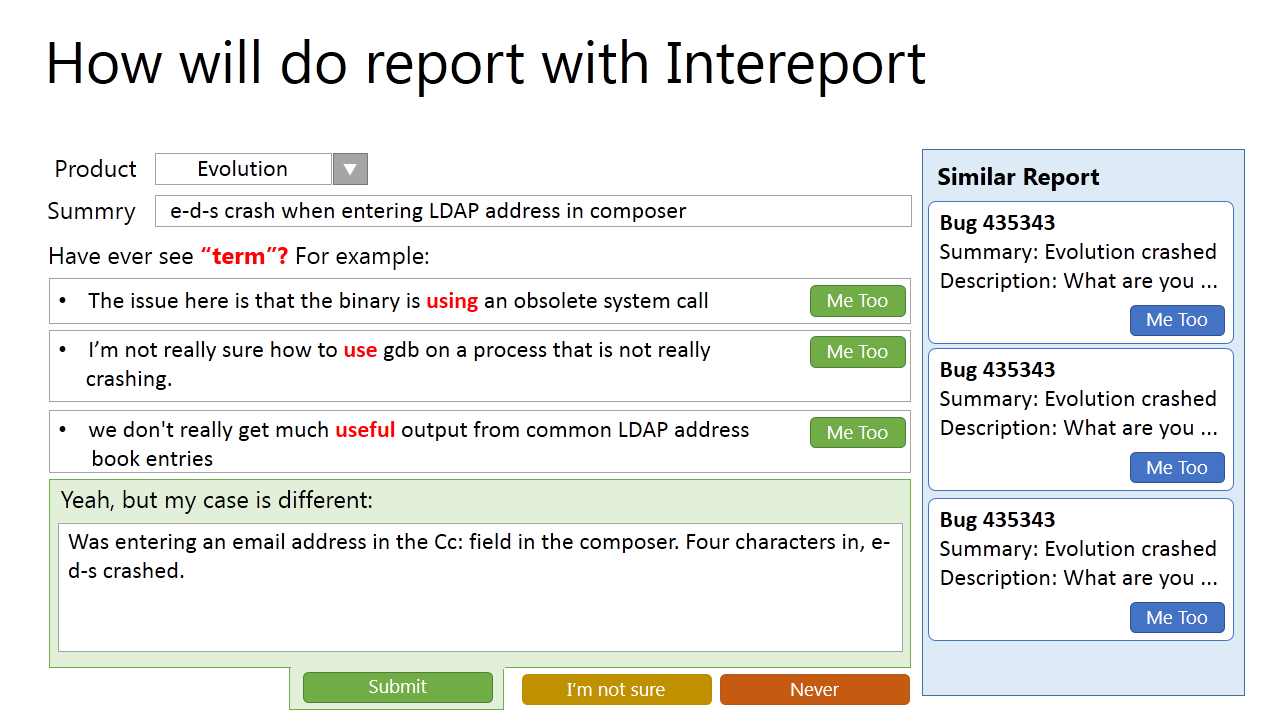 How will do report with Intereport
Product Evolution ▼
Summry e-d-s crash when entering LDAP address in composer
Have ever see “term”? For example:
• The issue here is that the binary is using an obsolete system call Me Too
• I’m not really sure how to use gdb on a process that is not really Me Too
crashing.
• we don't really get much useful output from common LDAP address Me Too
book entries
Yeah, but my case is different:
Was entering an email address in the Cc: field in the composer. Four characters in, e-
d-s crashed.
Submit I’m not sure Never
Similar Report
Bug 435343
Summary: Evolution crashed
Description: What are you ...
Me Too
Bug 435343
Summary: Evolution crashed
Description: What are you ...
Me Too
Bug 435343
Summary: Evolution crashed
Description: What are you ...
Me Too